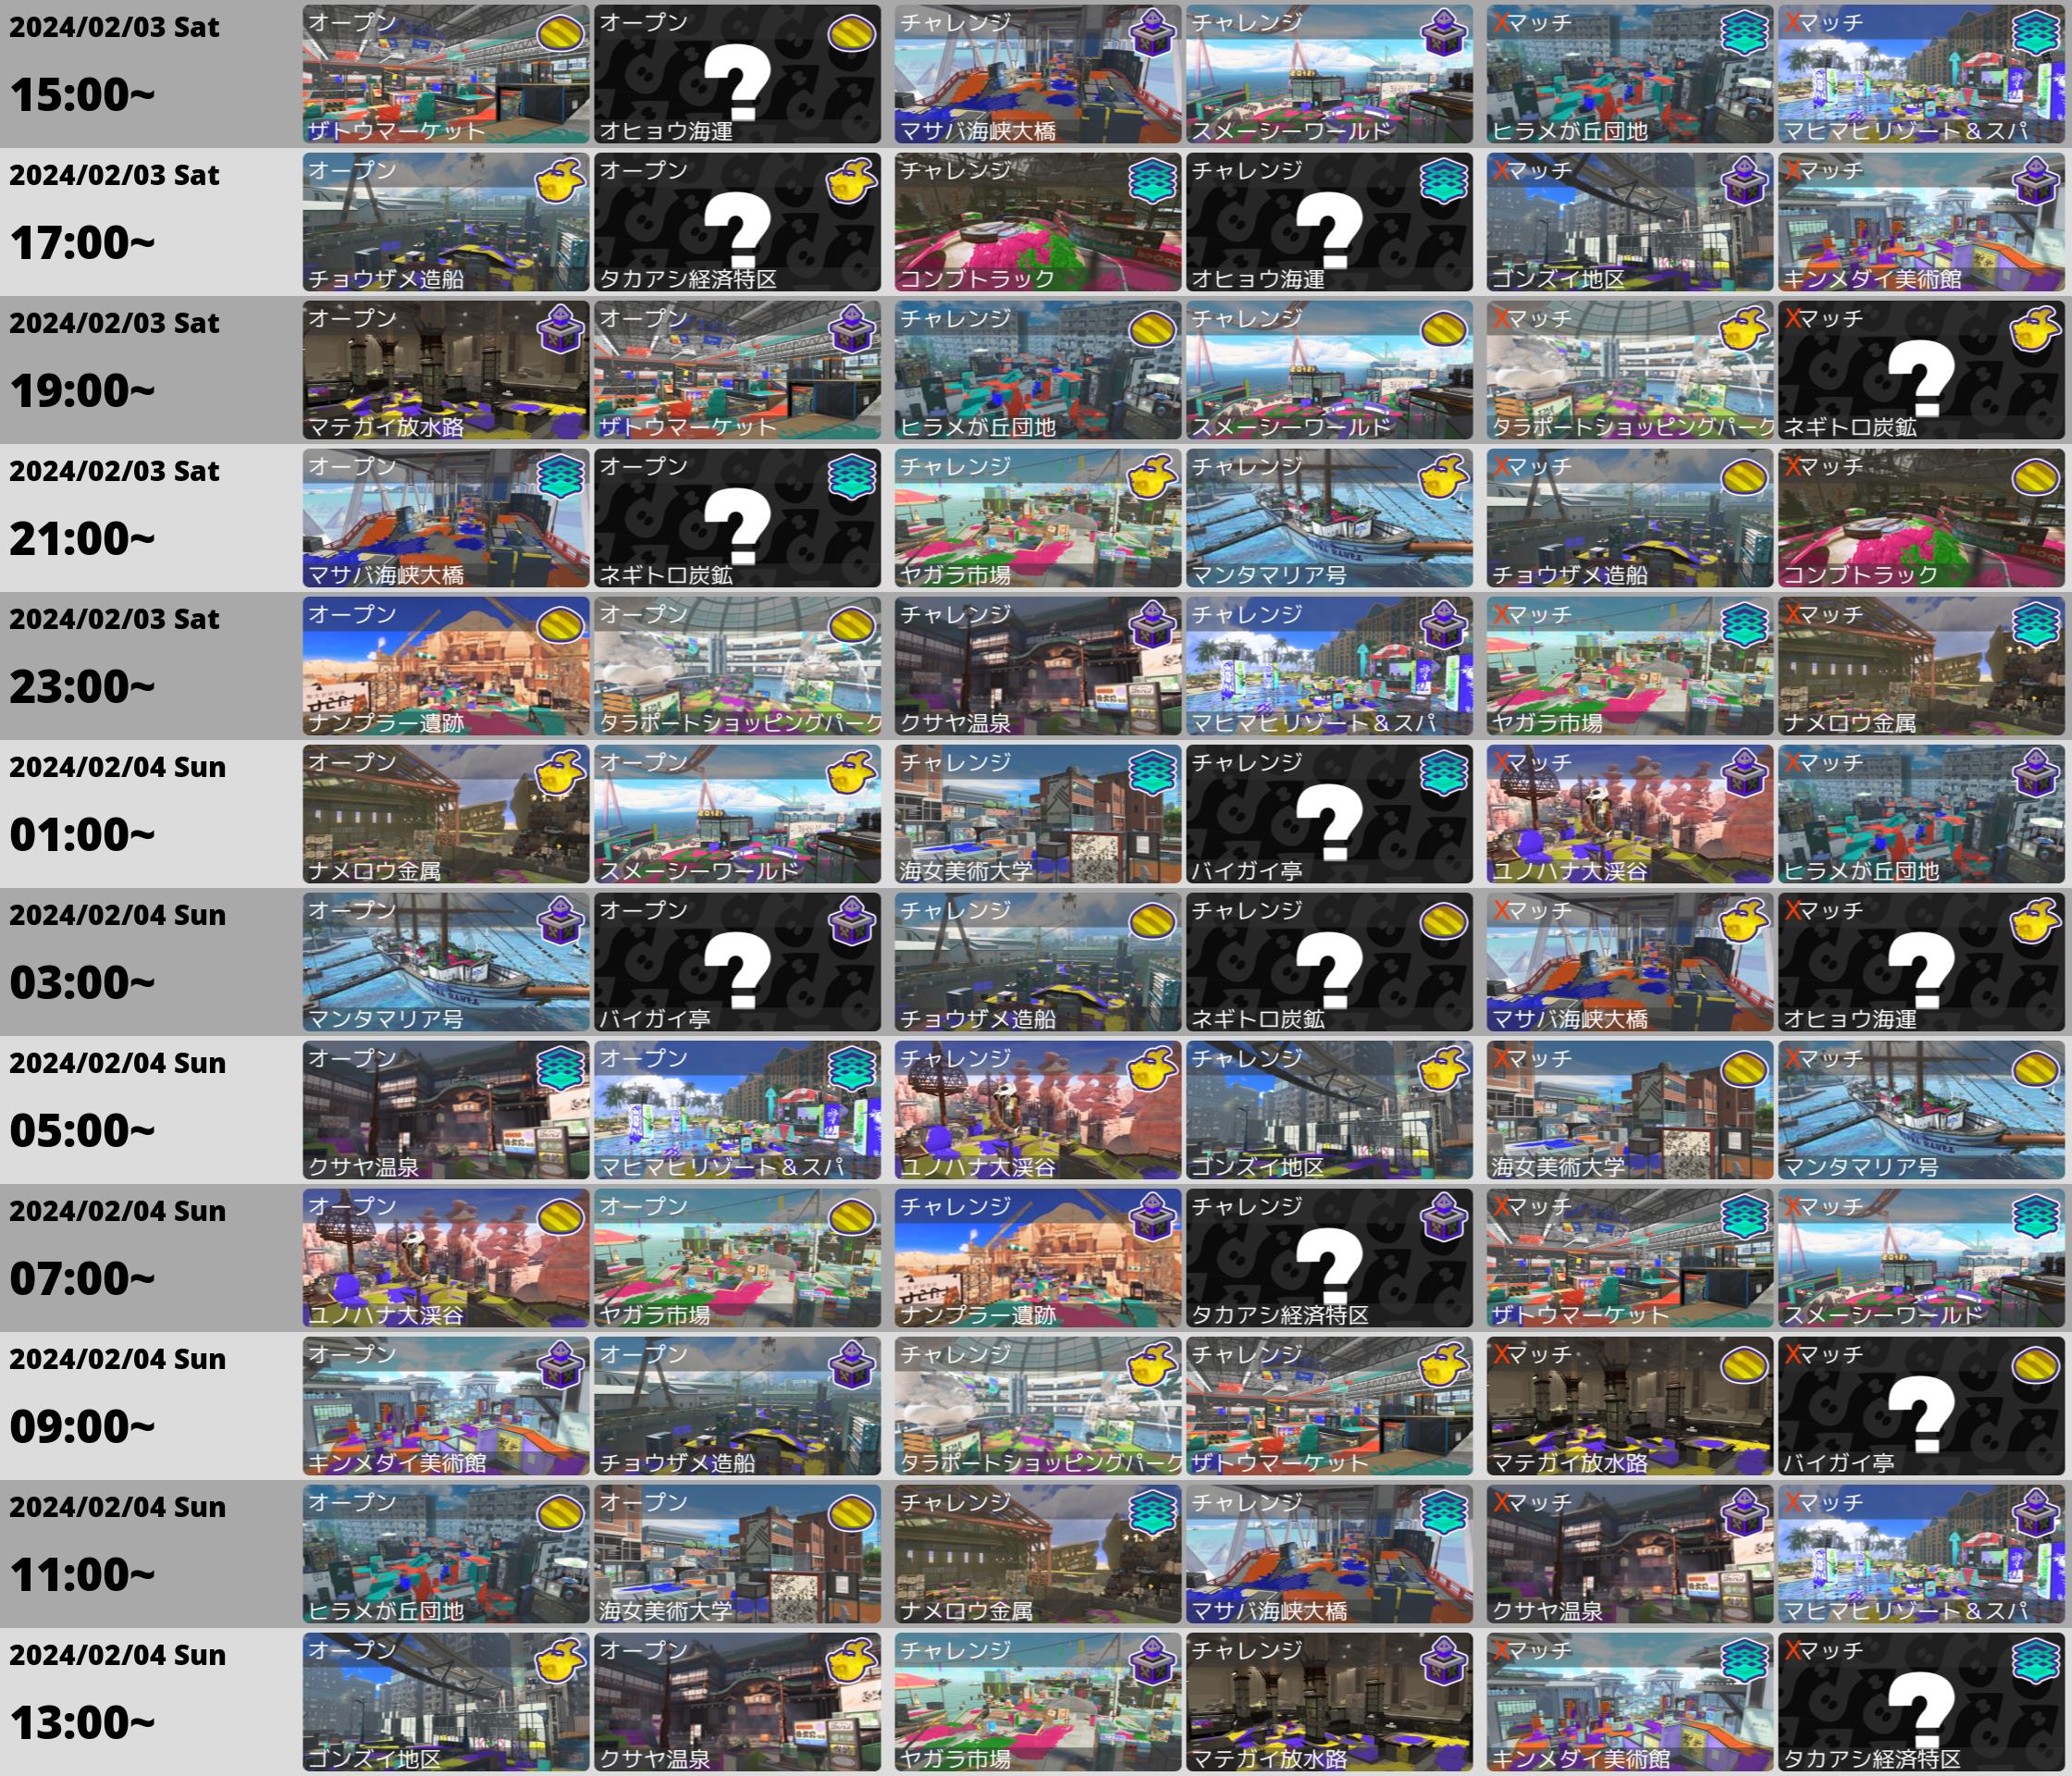 2024/02/03 Sat
15:00~
オープン
ザトウマーケット
オープン
オヒョウ海運
チャレンジ
マサバ海峡大橋
チャレンジ
スメーシーワールド
Xマッチ
ヒラメが丘団地
Xマッチ
マヒマヒリゾート＆スパ
2024/02/03 Sat
17:00~
オープン
チョウザメ造船
オープン
タカアシ経済特区
チャレンジ
コンブトラック
チャレンジ
オヒョウ海運
Xマッチ
ゴンズイ地区
Xマッチ
キンメダイ美術館
2024/02/03 Sat
19:00~
オープン
マテガイ放水路
オープン
ザトウマーケット
チャレンジ
ヒラメが丘団地
チャレンジ
スメーシーワールド
Xマッチ
タラポートショッピングパーク
Xマッチ
ネギトロ炭鉱
2024/02/03 Sat
21:00~
オープン
マサバ海峡大橋
オープン
ネギトロ炭鉱
チャレンジ
ヤガラ市場
チャレンジ
マンタマリア号
Xマッチ
チョウザメ造船
Xマッチ
コンブトラック
2024/02/03 Sat
23:00~
オープン
ナンプラー遺跡
オープン
タラポートショッピングパーク
チャレンジ
クサヤ温泉
チャレンジ
マヒマヒリゾート＆スパ
Xマッチ
ヤガラ市場
Xマッチ
ナメロウ金属
2024/02/04 Sun
01:00~
オープン
ナメロウ金属
オープン
スメーシーワールド
チャレンジ
海女美術大学
チャレンジ
バイガイ亭
Xマッチ
ユノハナ大渓谷
Xマッチ
ヒラメが丘団地
2024/02/04 Sun
03:00~
オープン
マンタマリア号
オープン
バイガイ亭
チャレンジ
チョウザメ造船
チャレンジ
ネギトロ炭鉱
Xマッチ
マサバ海峡大橋
Xマッチ
オヒョウ海運
2024/02/04 Sun
05:00~
オープン
クサヤ温泉
オープン
マヒマヒリゾート＆スパ
チャレンジ
ユノハナ大渓谷
チャレンジ
ゴンズイ地区
Xマッチ
海女美術大学
Xマッチ
マンタマリア号
2024/02/04 Sun
07:00~
オープン
ユノハナ大渓谷
オープン
ヤガラ市場
チャレンジ
ナンプラー遺跡
チャレンジ
タカアシ経済特区
Xマッチ
ザトウマーケット
Xマッチ
スメーシーワールド
2024/02/04 Sun
09:00~
オープン
キンメダイ美術館
オープン
チョウザメ造船
チャレンジ
タラポートショッピングパーク
チャレンジ
ザトウマーケット
Xマッチ
マテガイ放水路
Xマッチ
バイガイ亭
2024/02/04 Sun
11:00~
オープン
ヒラメが丘団地
オープン
海女美術大学
チャレンジ
ナメロウ金属
チャレンジ
マサバ海峡大橋
Xマッチ
クサヤ温泉
Xマッチ
マヒマヒリゾート＆スパ
2024/02/04 Sun
13:00~
オープン
ゴンズイ地区
オープン
クサヤ温泉
チャレンジ
ヤガラ市場
チャレンジ
マテガイ放水路
Xマッチ
キンメダイ美術館
Xマッチ
タカアシ経済特区